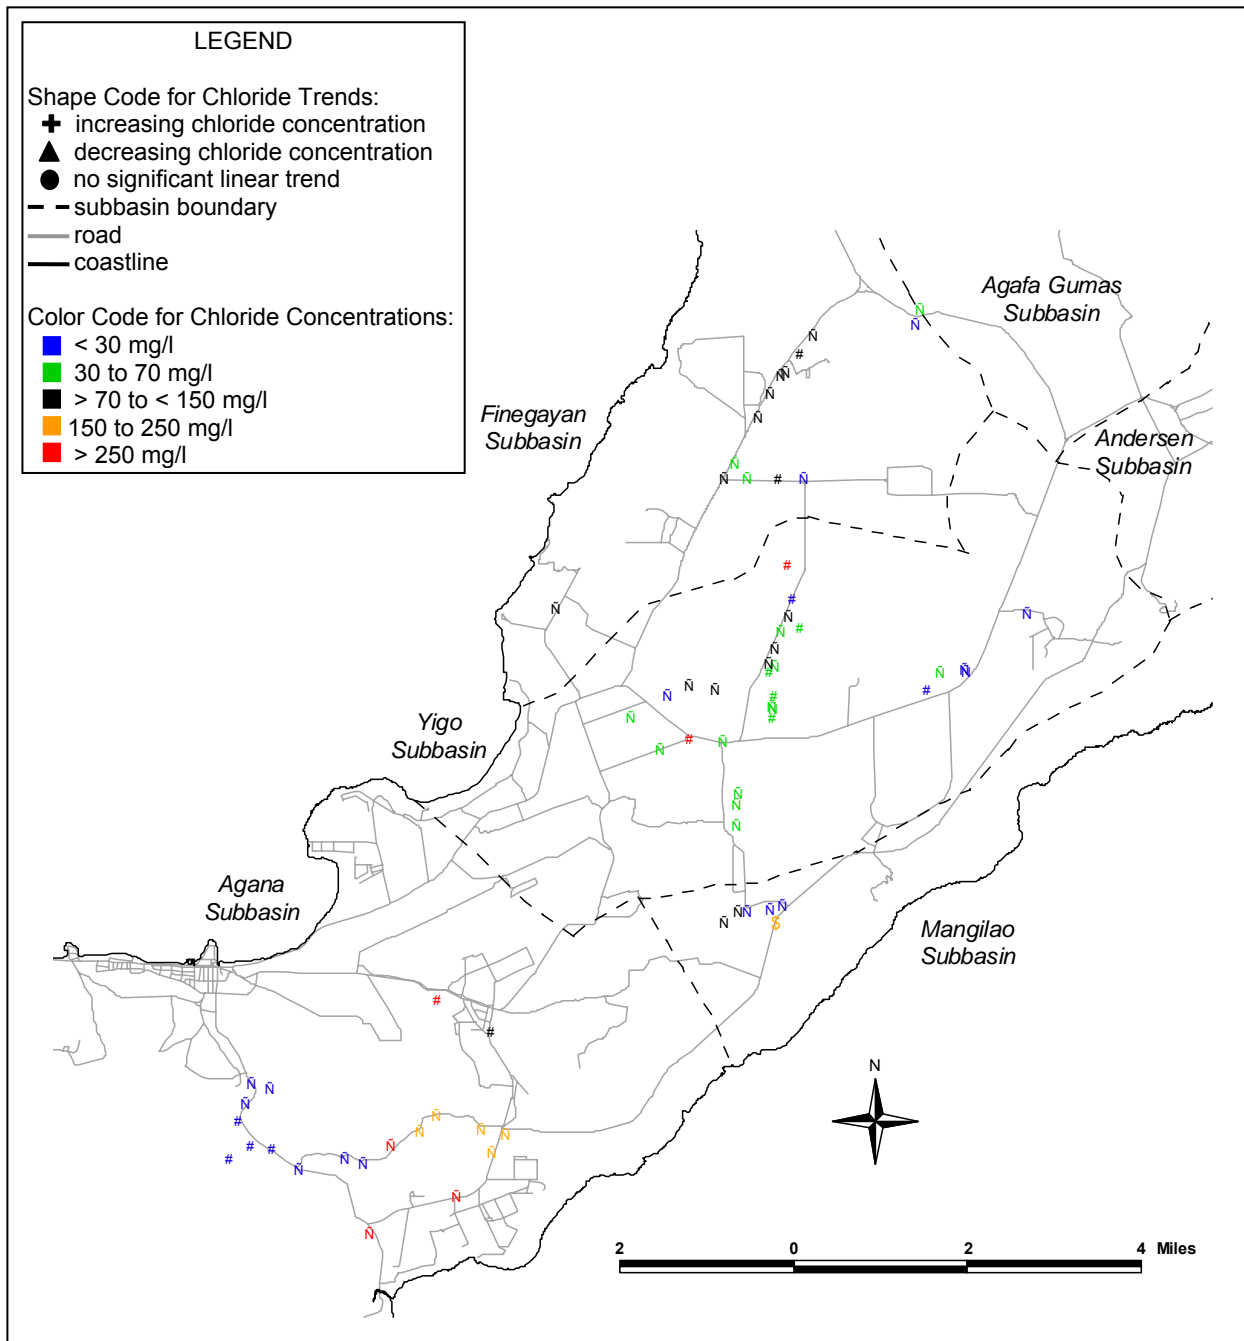 LEGEND
Shape Code for Chloride Trends:
increasing chloride concentration
decreasing chloride concentration
no significant linear trend
subbasin boundary
road
coastline
Color Code for Chloride Concentrations:
< 30 mg/l
30 to 70 mg/l
> 70 to < 150 mg/l
150 to 250 mg/l
> 250 mg/l
Agafa Gumas
Subbasin
Ñ
Ñ
Ñ
#
Ñ
Ñ
Ñ
Ñ
Finegayan
Subbasin
Andersen
Subbasin
Ñ
Ñ
Ñ
#
Ñ
#
#
Ñ
Ñ
Ñ
#
Ñ
Ñ
Ñ
Ñ
#
Ñ
Ñ
Ñ
#
Ñ
Ñ
Ñ
#
Ñ
Ñ
#
Ñ
Yigo
Subbasin
#
Ñ
Ñ
Ñ
Ñ
Ñ
Agana
Subbasin
Ñ
Ñ
Ñ
Ñ
Ñ
$
Mangilao
Subbasin
#
#
N
Ñ
Ñ
Ñ
#
#
#
#
Ñ
Ñ
Ñ
Ñ
Ñ
Ñ
Ñ
Ñ
Ñ
Ñ
Ñ
2 0 2 4 Miles